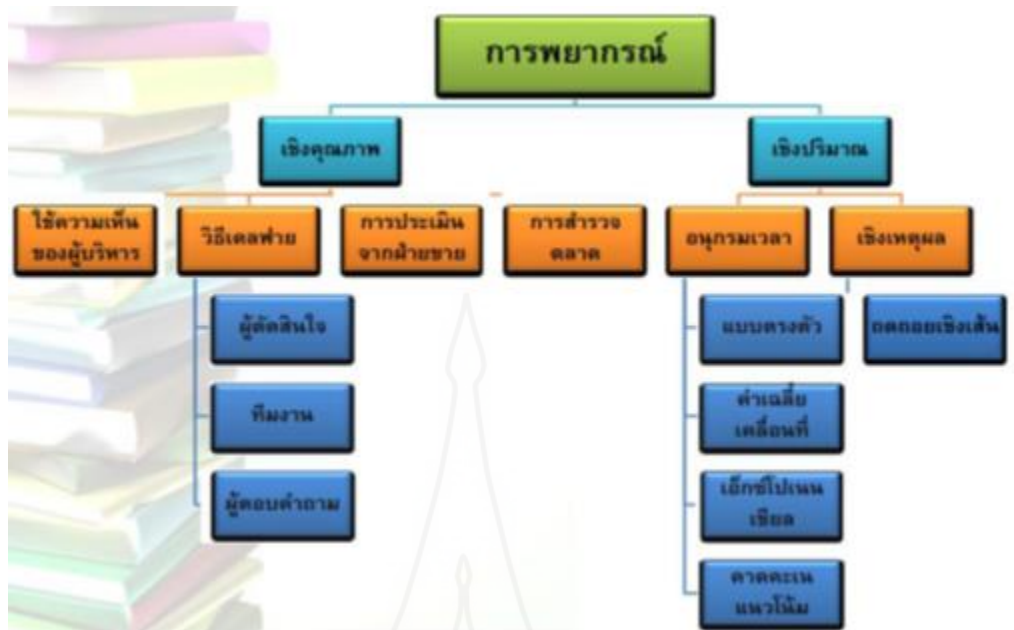 การพยากรณ์
เชิงคุณภาพ
เชิงปริมาณ
ใช้ความเห็น
ของผู้บริหาร
วิธีเดลฟาย
การประเมิน
จากฝ่ายขาย
การสำรวจ
ตลาด
อนุกรมเวลา
เชิงเหตุผล
ผู้ตัดสินใจ
ทีมงาน
ผู้ตอบคำถาม
แบบตรงตัว
ค่าเฉลี่ย
เคลื่อนที่
เอ็กซ์โปเนน
เชียล
คาดคะเน
แนวโน้ม
ถดถอยเชิงเส้น